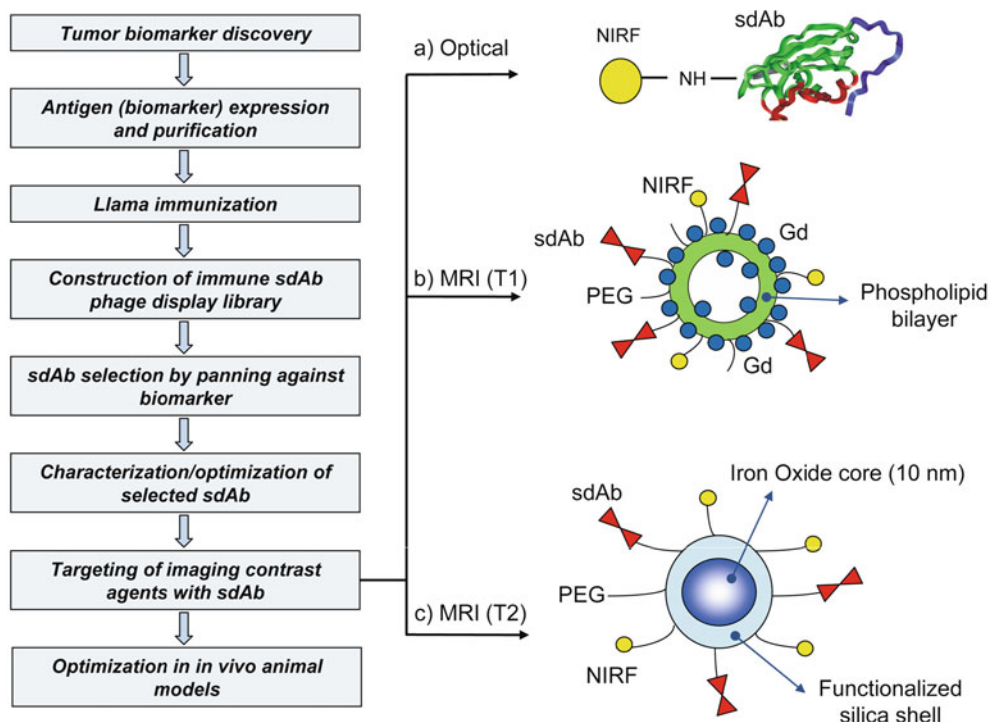 Tumor biomarker discovery
Antigen (biomarker) expression
and purification
Llama immunization
Construction of immune sdAb
phage display library
sdAb selection by panning against
biomarker
Characterization/optimization of
selected sdAb
Targeting of imaging contrast
agents with sdAb
Optimization in in vivo animal
models
a) Optical
NIRF
NH
sdAb
b) MRI (T1)
NIRF
sdAb
Gd
PEG
Phospholipid
bilayer
Gd
c) MRI (T2)
Iron Oxide core (10 nm)
sdAb
PEG
NIRF
Functionalized
silica shell